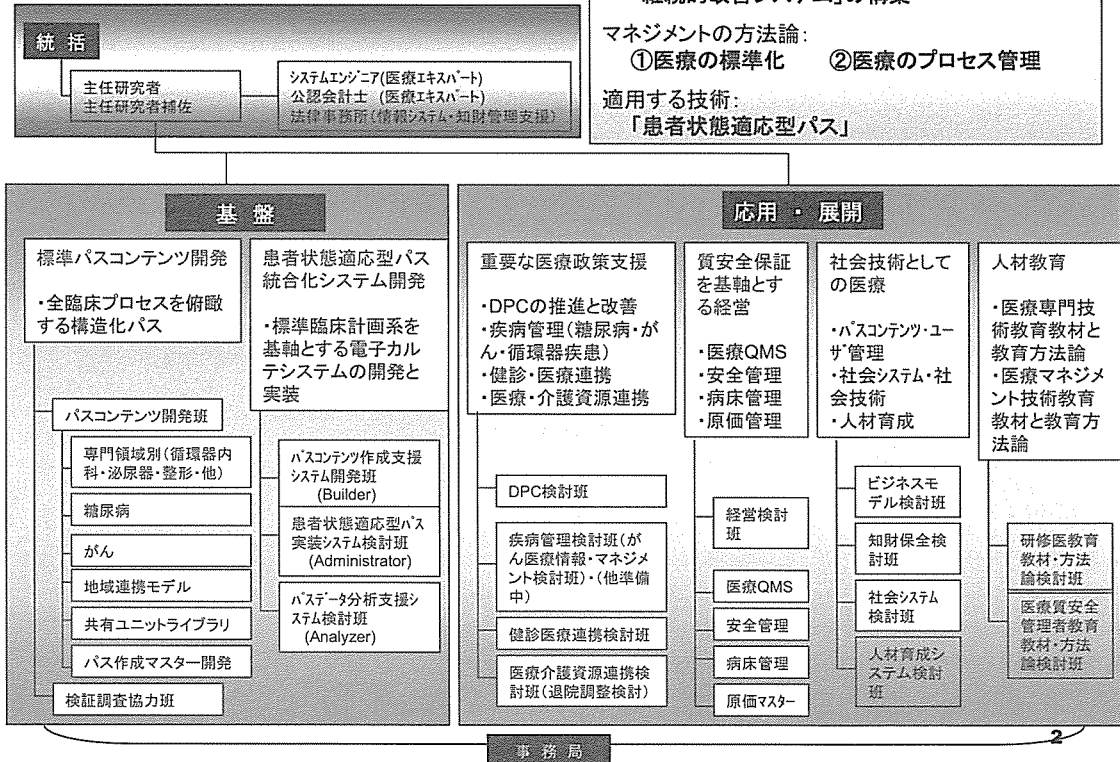 「継続的改善システム」の構築
マネジメントの方法論:
①医療の標準化 ②医療のプロセス管理
適用する技術:
「患者状態適応型パス」
統 括
主任研究者
主任研究者補佐
システムエンジニア(医療エキスパート)
公認会計士 (医療エキスパート)
法律事務所(情報システム・知財管理支援)
基 盤
標準パスコンテンツ開発
・全臨床プロセスを俯瞰
する構造化パス
患者状態適応型パス
統合化システム開発
・標準臨床計画系を
基軸とする電子カル
テシステムの開発と
実装
パスコンテンツ開発班
専門領域別(循環器内
科・泌尿器・整形・他)
糖尿病
がん
地域連携モデル
共有ユニットライブラリ
パス作成マスター開発
検証調査協力班
パスコンテンツ作成支援
システム開発班
(Builder)
患者状態適応型パス
実装システム検討班
(Administrator)
パスデータ分析支援シ
ステム検討班
(Analyzer)
応用 ・ 展開
重要な医療政策支援
・DPCの推進と改善
・疾病管理(糖尿病・が
ん・循環器疾患)
・健診・医療連携
・医療・介護資源連携
DPC検討班
疾病管理検討班(が
ん医療情報・マネジメ
ント検討班)・(他準備
中)
健診医療連携検討班
医療介護資源連携検
討班(退院調整検討)
質安全保証
を基軸とす
る経営
・医療QMS
・安全管理
・病床管理
・原価管理
経営検討
班
医療QMS
安全管理
病床管理
原価マスター
社会技術として
の医療
・パスコンテンツ・ユー
ザ管理
・社会システム・社
会技術
・人材育成
ビジネスモ
デル検討班
知財保全検
討班
社会システム
検討班
人材育成シ
ステム検討
班
人材教育
・医療専門技
術教育教材と
教育方法論
・医療マネジメ
ント技術教育
教材と教育方
法論
研修医教育
教材・方法
論検討班
医療質安全
管理者教育
教材・方法
論検討班
事 務 局
2